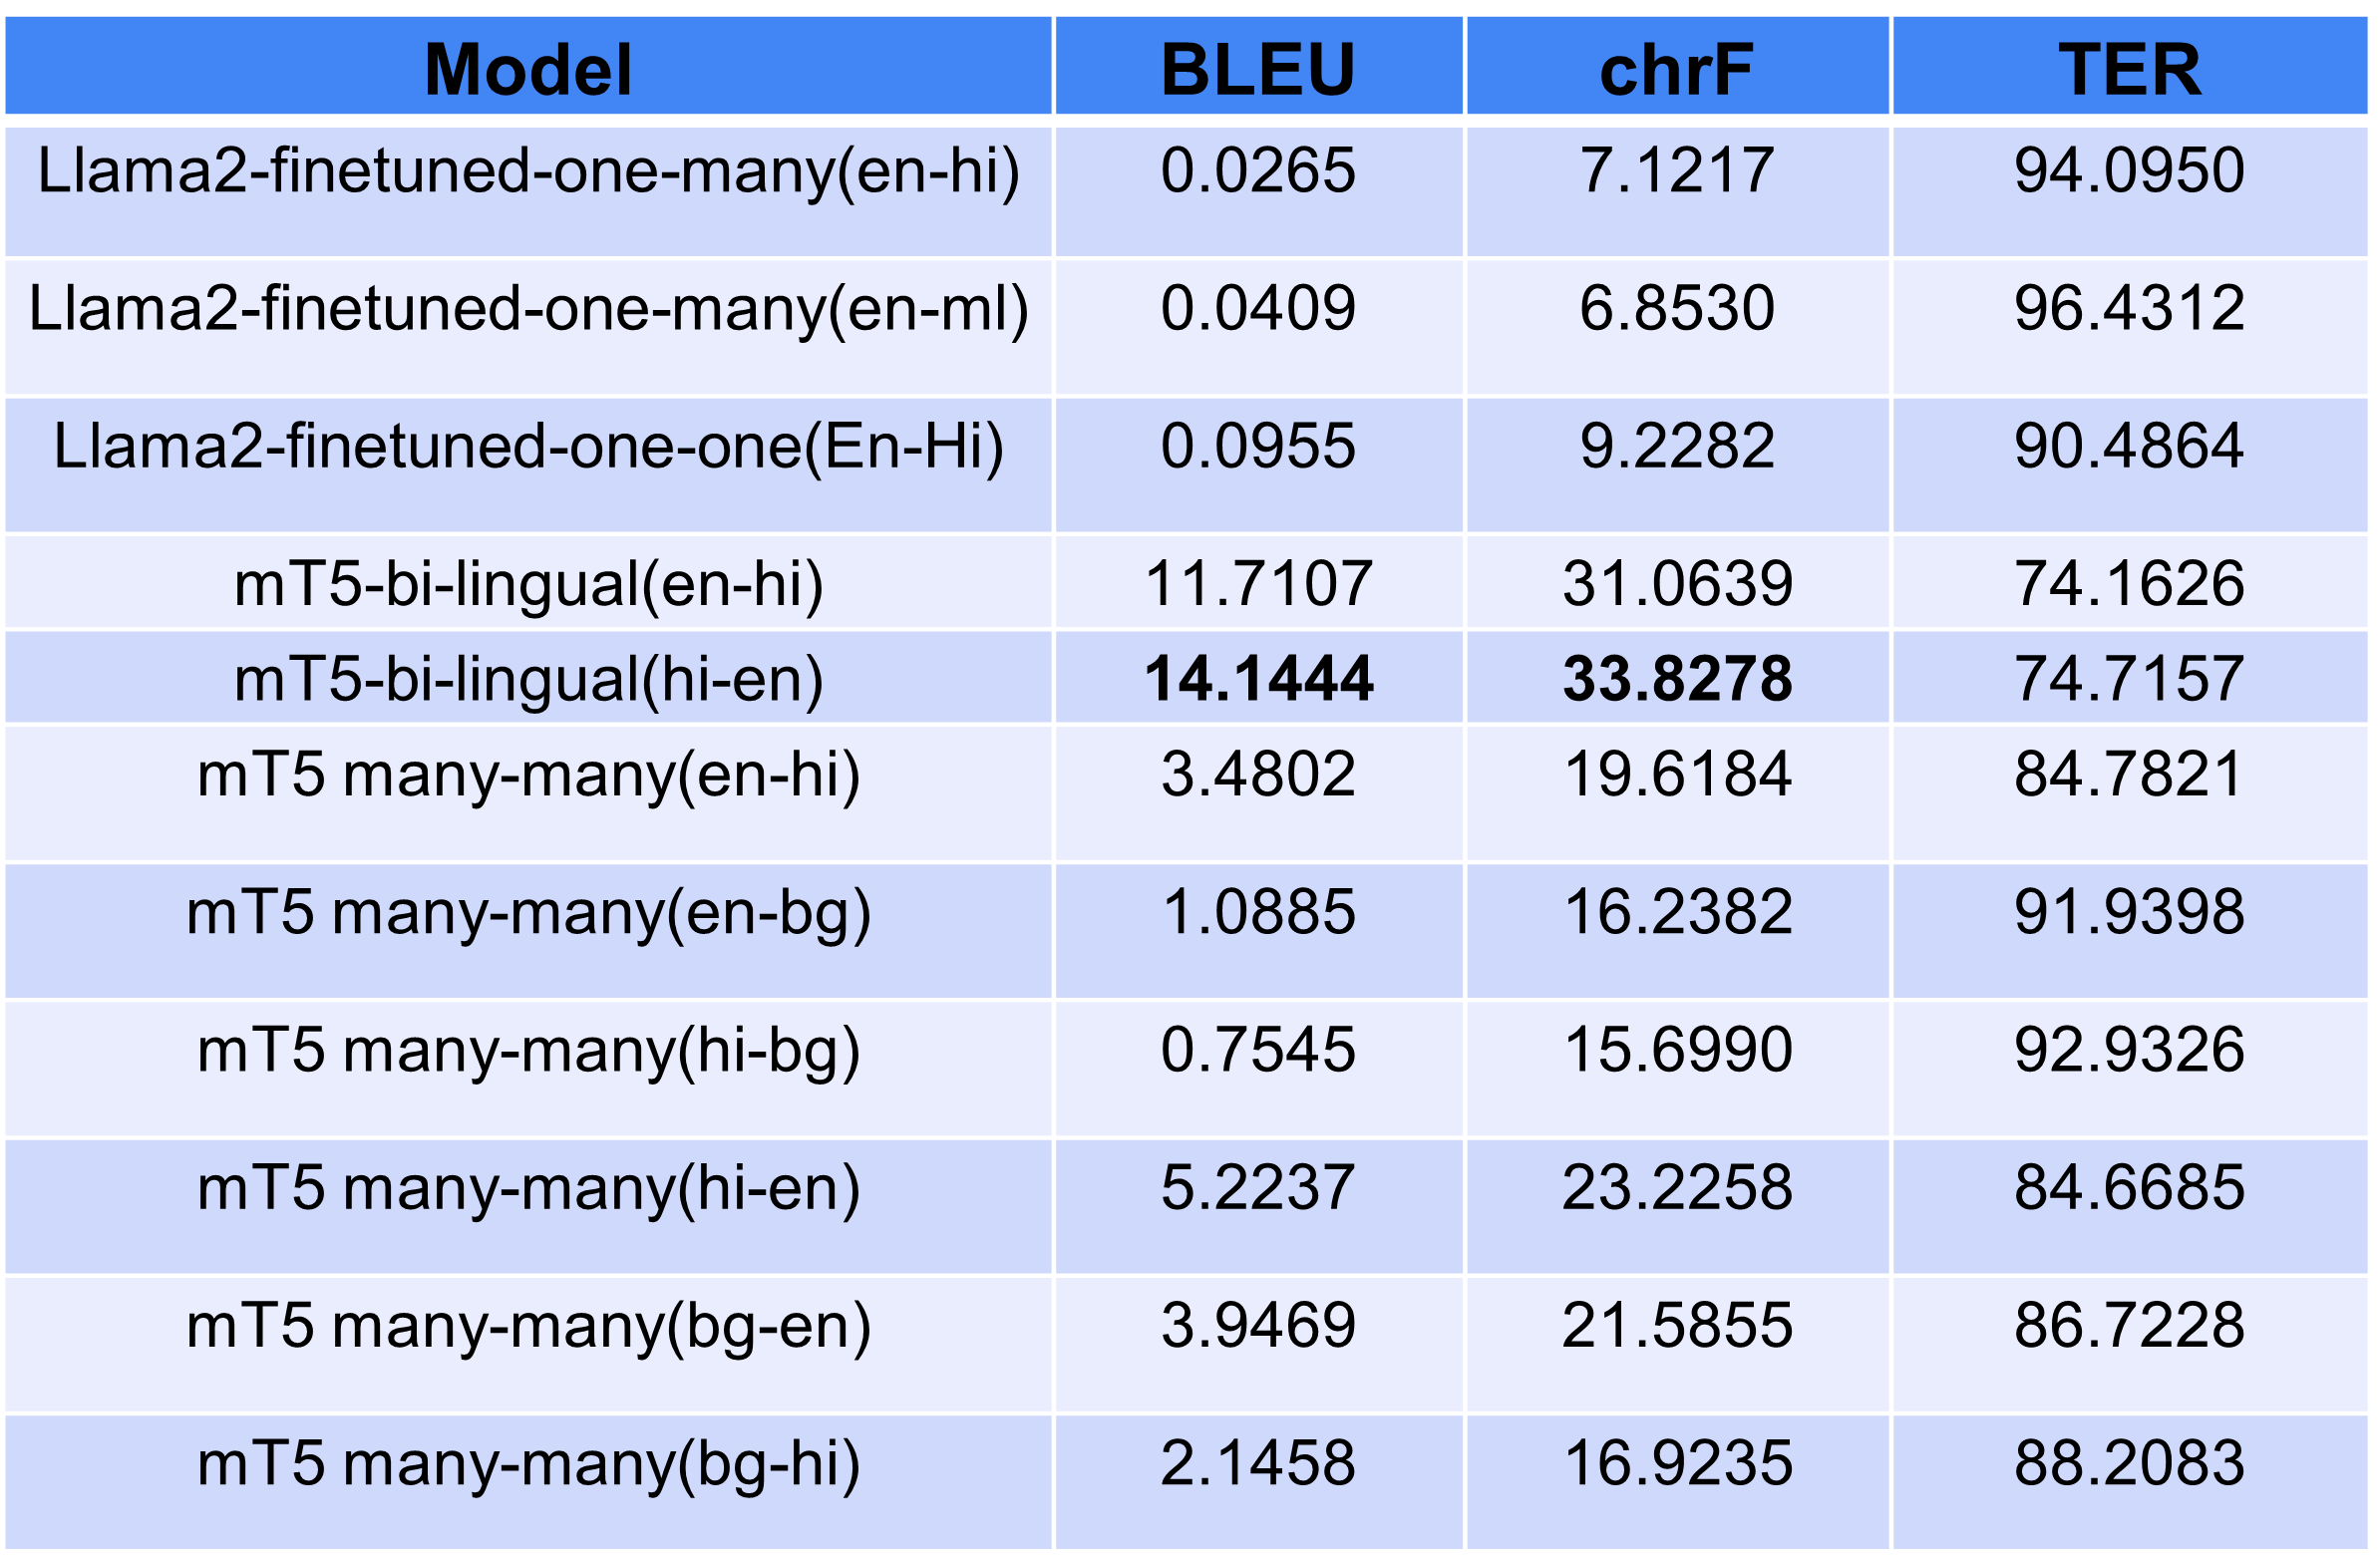 Model BLEU chrF TER
Llama2-finetuned-one-many(en-hi) 0.0265 7.1217 94.0950
Llama2-finetuned-one-many(en-ml) 0.0409 6.8530 96.4312
Llama2-finetuned-one-one(En-Hi) 0.0955 9.2282 90.4864
mT5-bi-lingual(en-hi) 11.7107 31.0639 74.1626
mT5-bi-lingual(hi-en) 14.1444 33.8278 74.7157
mT5 many-many(en-hi) 3.4802 19.6184 84.7821
mT5 many-many(en-bg) 1.0885 16.2382 91.9398
mT5 many-many(hi-bg) 0.7545 15.6990 92.9326
mT5 many-many(hi-en) 5.2237 23.2258 84.6685
mT5 many-many(bg-en) 3.9469 21.5855 86.7228
mT5 many-many(bg-hi) 2.1458 16.9235 88.2083